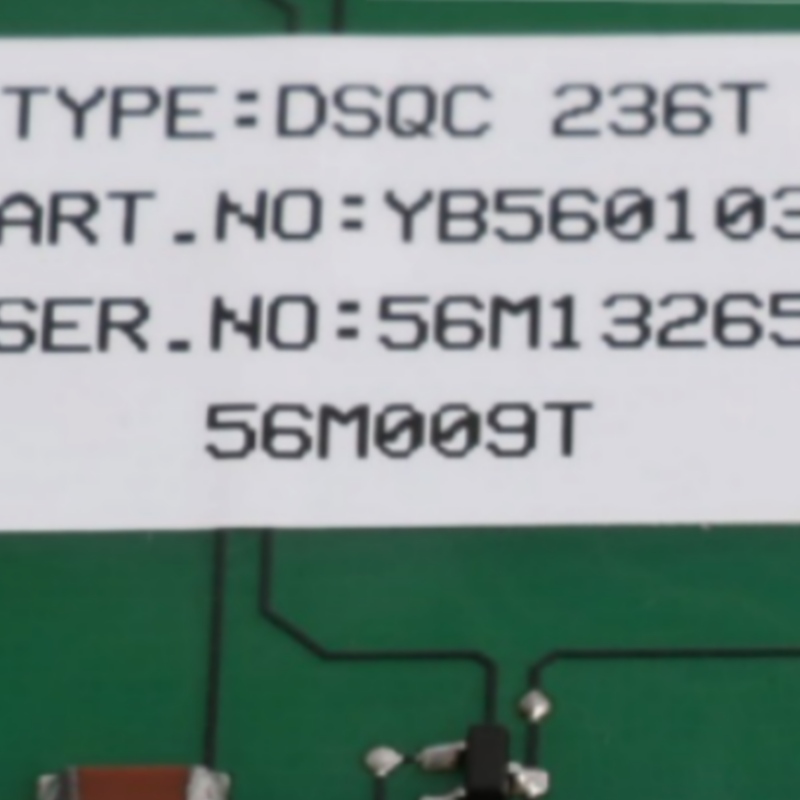 TYPE:DSQC 236T
ART.NO:YB560103
SER.NO:56M13265
56M009T